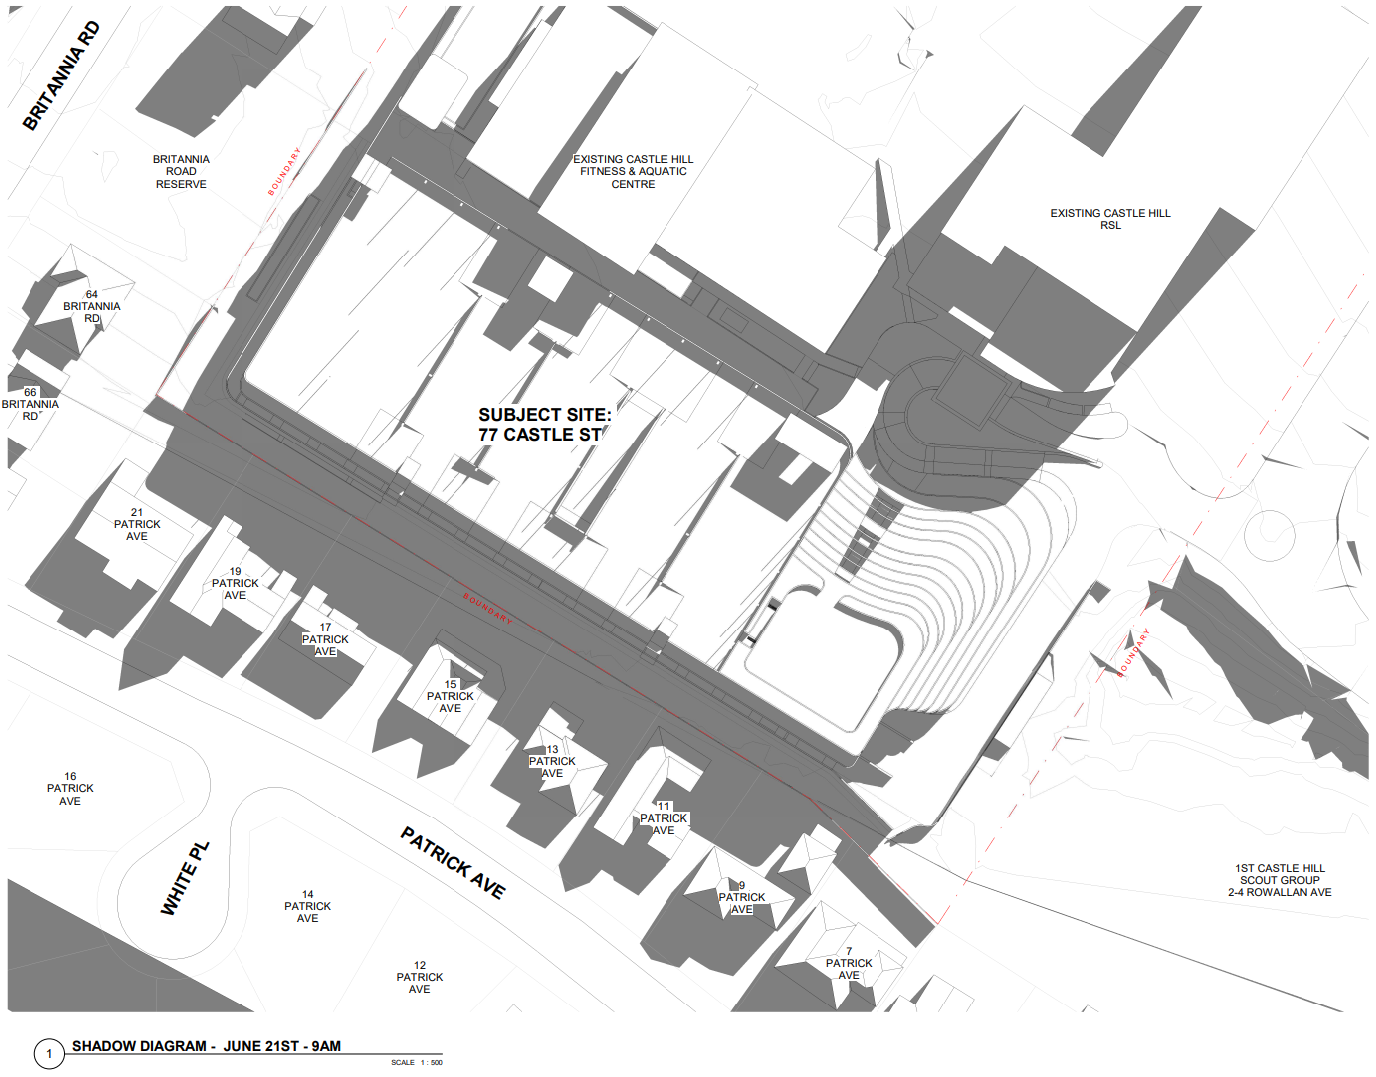 BRITANNIA RD
BRITANNIA
ROAD
RESERVE
BOUNDARY
EXISTING CASTLE HILL
FITNESS & AQUATIC
CENTRE
EXISTING CASTLE HILL
RSL
64
BRITANNIA
RD
66
BRITANNIA
RD
SUBJECT SITE:
77 CASTLE ST
21
PATRICK
AVE
19
PATRICK
AVE
17
PATRICK
AVE
BOUNDARY
15
PATRICK
AVE
13
PATRICK
AVE
11
PATRICK
AVE
BOUNDARY
9
PATRICK
AVE
7
PATRICK
AVE
16
PATRICK
AVE
WHITE PL
PATRICK AVE
14
PATRICK
AVE
12
PATRICK
AVE
1ST CASTLE HILL
SCOUT GROUP
2-4 ROWALLAN AVE
1
SHADOW DIAGRAM - JUNE 21ST - 9AM
SCALE 1 : 500